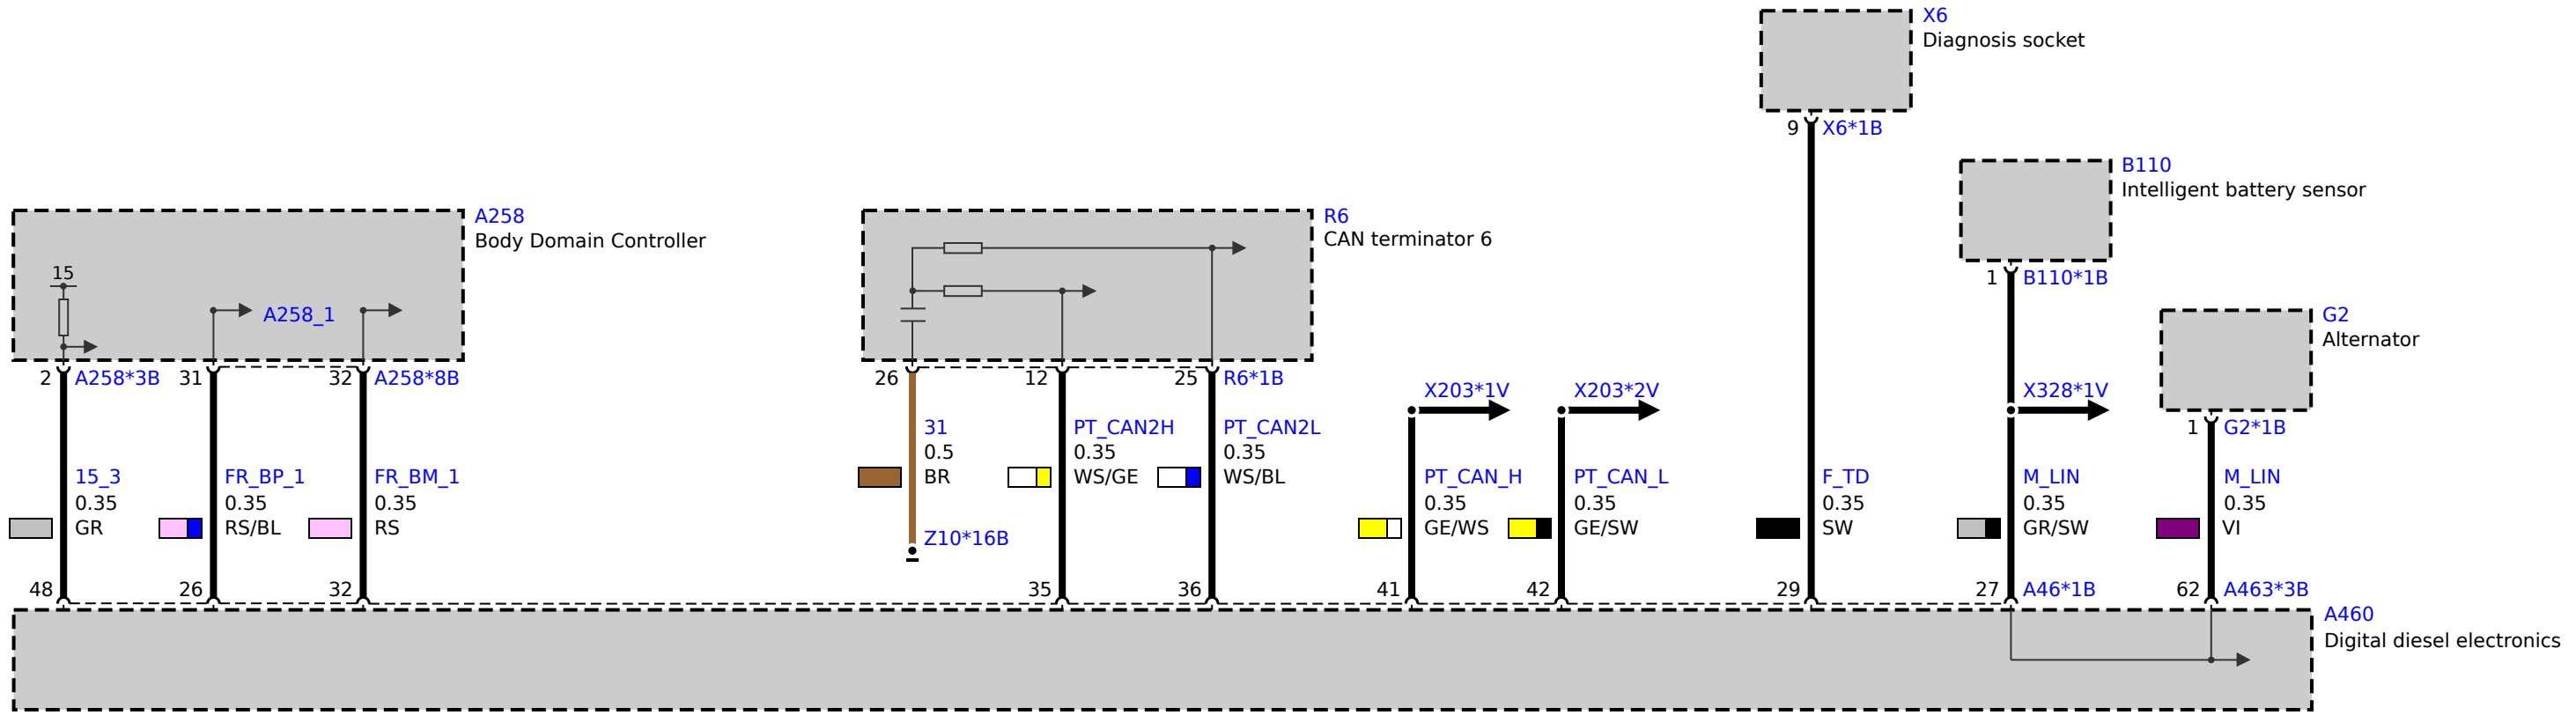 X6
Diagnosis socket
9 X6*1B
B110
Intelligent battery sensor
1 B110*1B
A258
Body Domain Controller
15
A258_1
R6
CAN terminator 6
G2
Alternator
2 A258*3B 31 32 A258*8B
26 12 25 R6*1B
X203*1V X203*2V X328*1V
1 G2*1B
31 PT_CAN2H PT_CAN2L
0.5 0.35 0.35
BR WS/GE WS/BL
15_3 FR_BP_1 FR_BM_1
0.35 0.35 0.35
GR RS/BL RS
PT_CAN_H PT_CAN_L F_TD M_LIN M_LIN
0.35 0.35 0.35 0.35 0.35
GE/WS GE/SW SW GR/SW VI
Z10*16B
48 26 32 35 36 41 42 29 27 A46*1B 62 A463*3B
A460
Digital diesel electronics